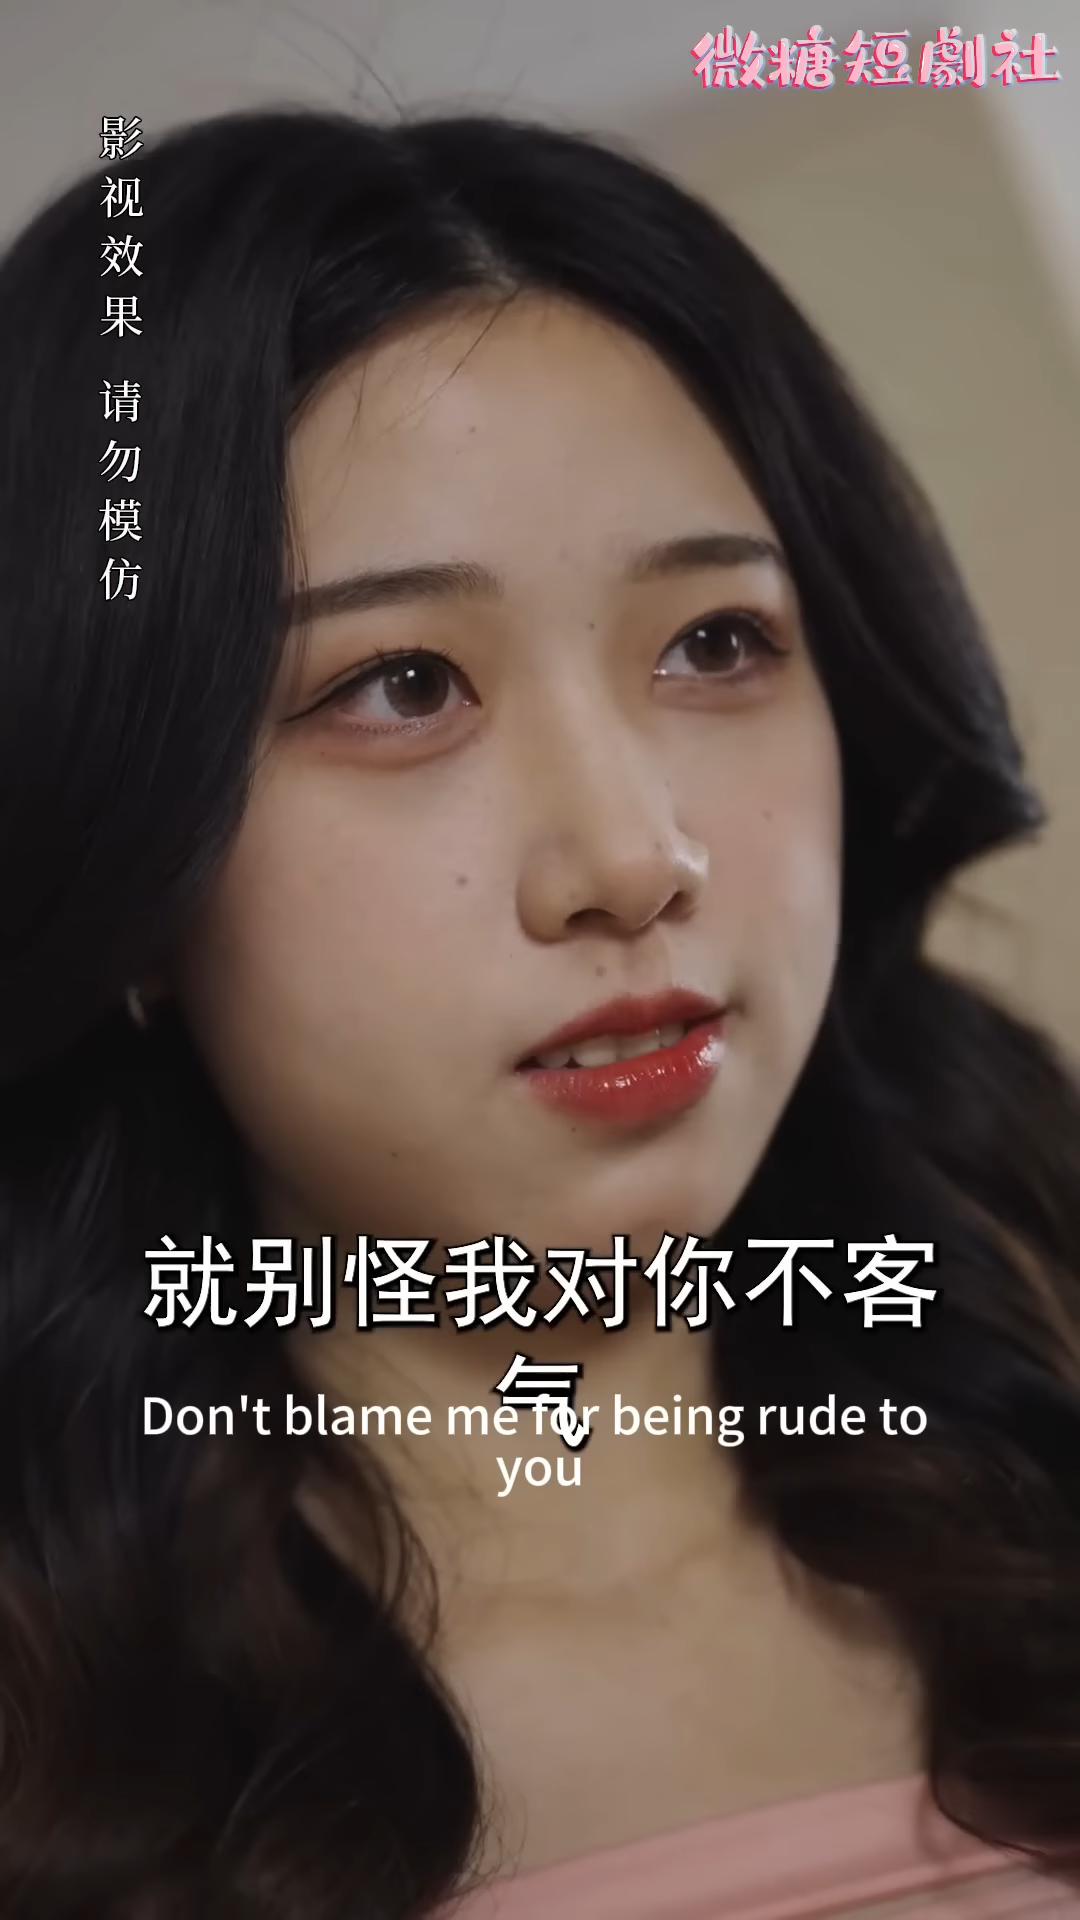 微糖短劇社
影视效果 请勿模仿
就别怪我对你不客
气
Don't blame me for being rude to
you